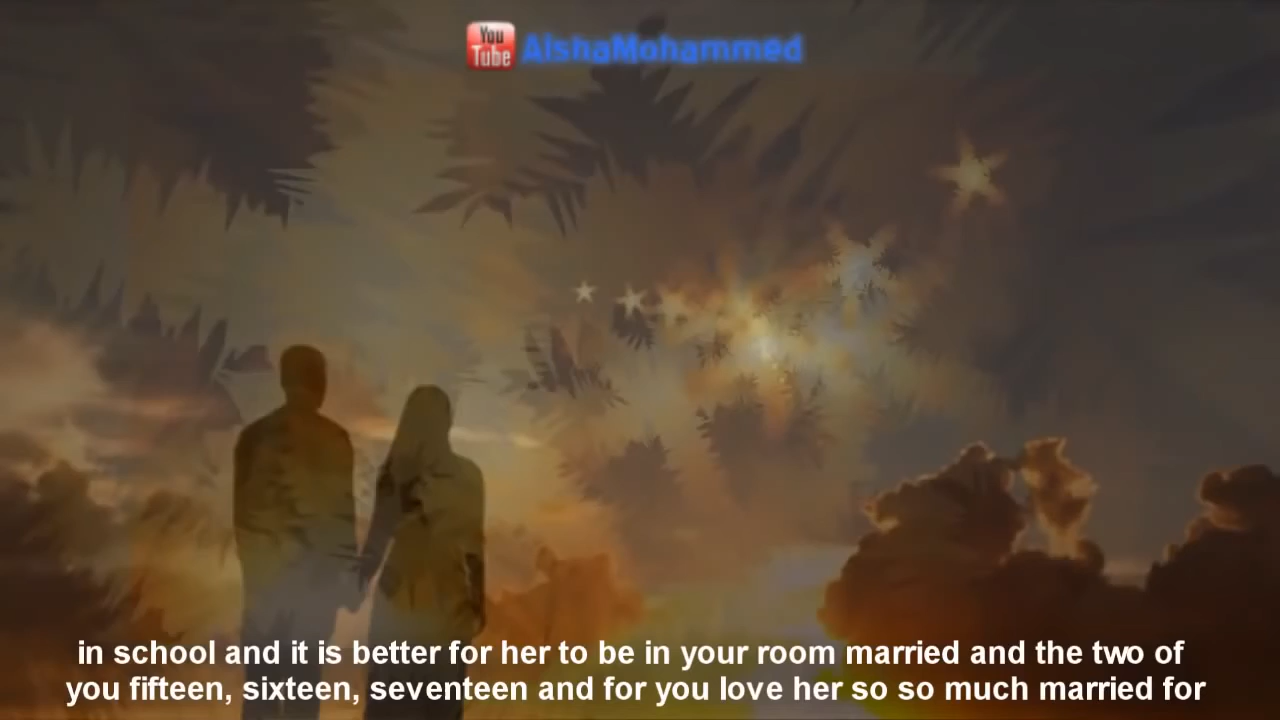 You
Tube AishaMohammed
in school and it is better for her to be in your room married and the two of
you fifteen, sixteen, seventeen and for you love her so so much married for